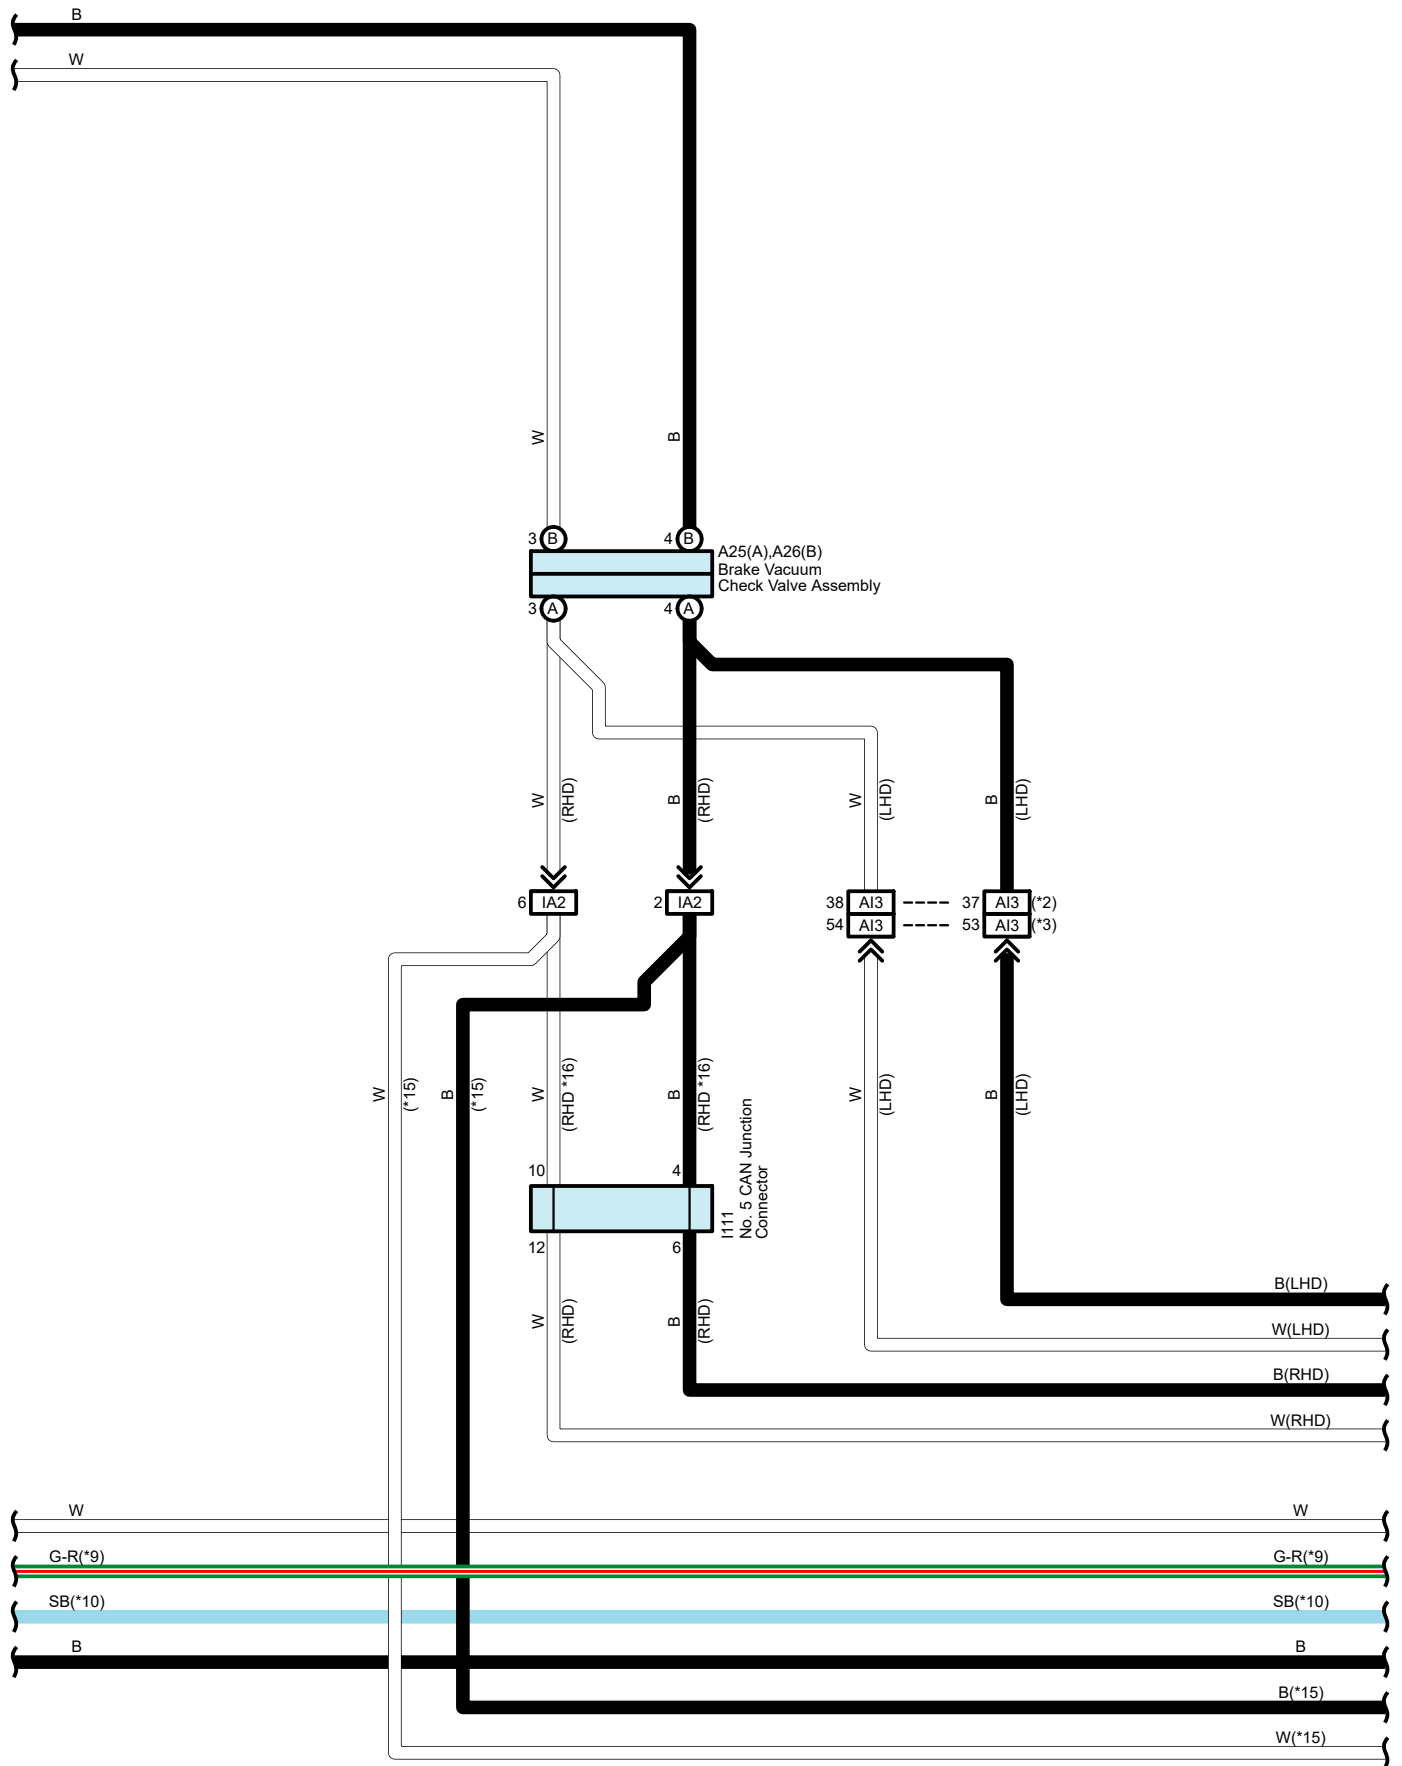 B
W
W
B
3 B
4 B
A25(A),A26(B)
Brake Vacuum
Check Valve Assembly
3 A
4 A
W
(RHD)
B
(RHD)
W
(LHD)
B
(LHD)
6 IA2
2 IA2
38 AI3
37 AI3 (*2)
54 AI3
53 AI3 (*3)
W
(*15)
B
(*15)
W
(RHD *16)
B
(RHD *16)
W
(LHD)
B
(LHD)
10
4
I111
No. 5 CAN Junction
Connector
12
6
W
(RHD)
B
(RHD)
B(LHD)
W(LHD)
B(RHD)
W(RHD)
W
W
G-R(*9)
G-R(*9)
SB(*10)
SB(*10)
B
B
B(*15)
W(*15)